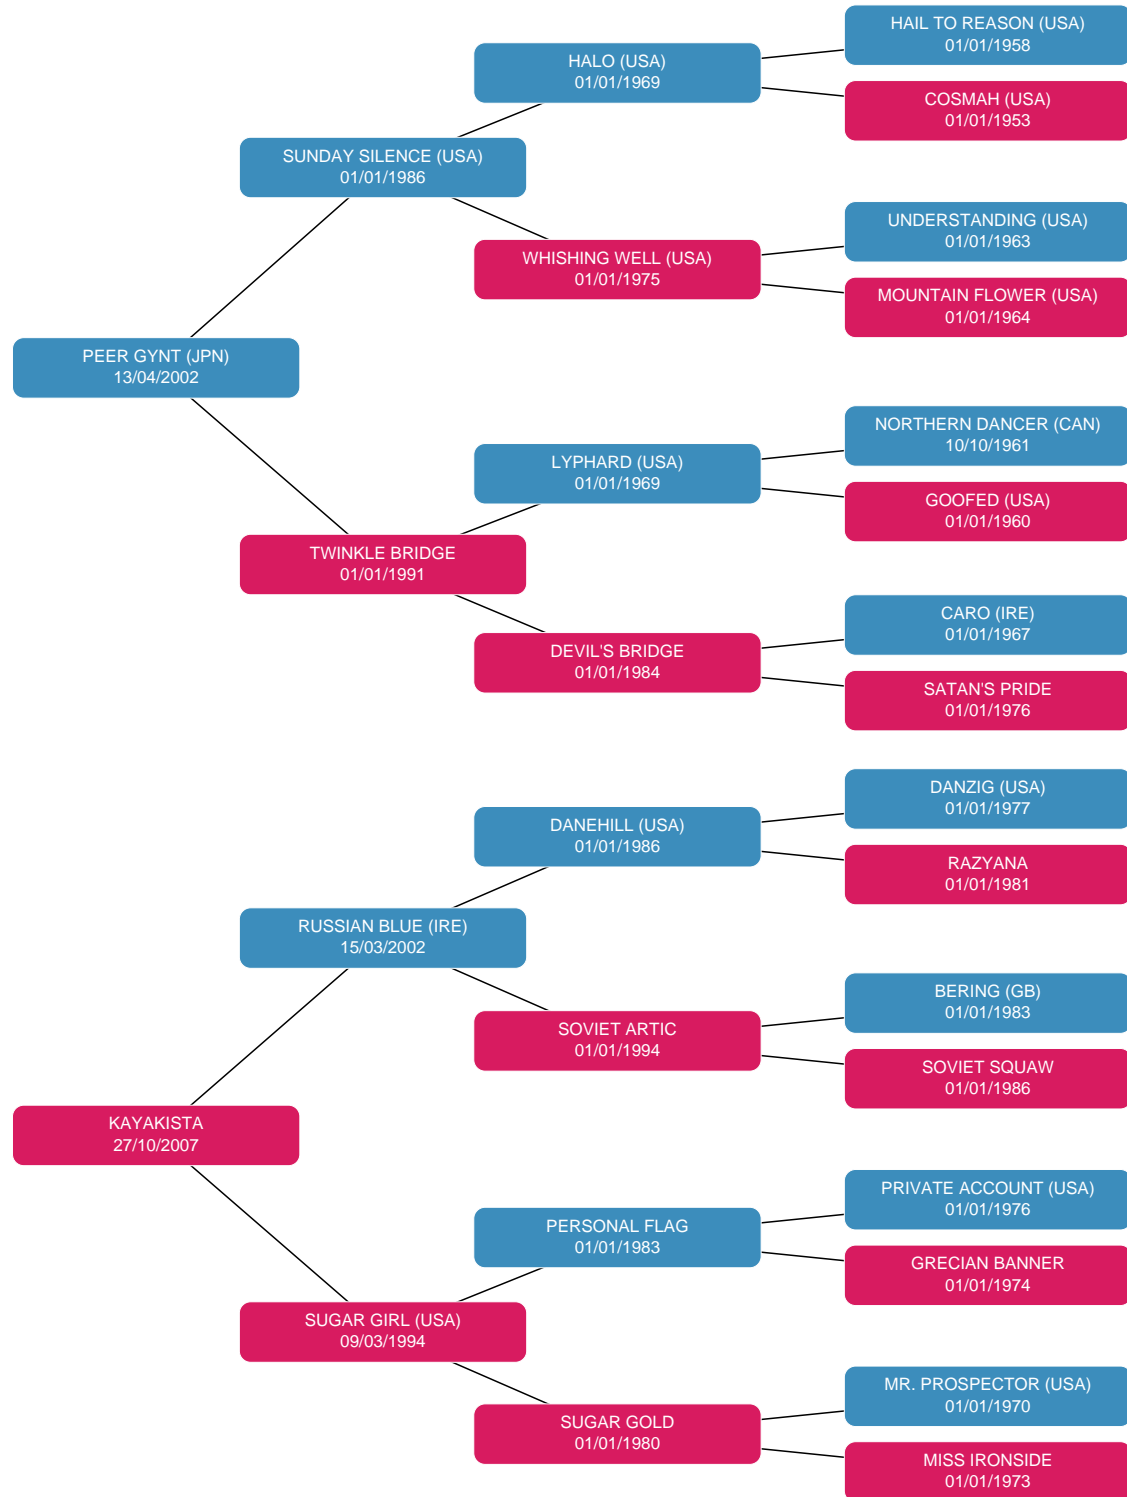 HAIL TO REASON (USA)
01/01/1958
HALO (USA)
01/01/1969
COSMAH (USA)
01/01/1953
SUNDAY SILENCE (USA)
01/01/1986
UNDERSTANDING (USA)
01/01/1963
WHISHING WELL (USA)
01/01/1975
MOUNTAIN FLOWER (USA)
01/01/1964
PEER GYNT (JPN)
13/04/2002
NORTHERN DANCER (CAN)
10/10/1961
LYPHARD (USA)
01/01/1969
GOOFED (USA)
01/01/1960
TWINKLE BRIDGE
01/01/1991
CARO (IRE)
01/01/1967
DEVIL'S BRIDGE
01/01/1984
SATAN'S PRIDE
01/01/1976
DANZIG (USA)
01/01/1977
DANEHILL (USA)
01/01/1986
RAZYANA
01/01/1981
RUSSIAN BLUE (IRE)
15/03/2002
BERING (GB)
01/01/1983
SOVIET ARTIC
01/01/1994
SOVIET SQUAW
01/01/1986
KAYAKISTA
27/10/2007
PRIVATE ACCOUNT (USA)
01/01/1976
PERSONAL FLAG
01/01/1983
GRECIAN BANNER
01/01/1974
SUGAR GIRL (USA)
09/03/1994
MR. PROSPECTOR (USA)
01/01/1970
SUGAR GOLD
01/01/1980
MISS IRONSIDE
01/01/1973